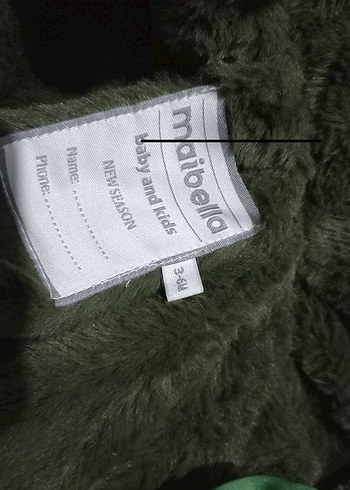 maibella
baby and kids
NEW SEASON
Name:
Phone:
3-6M